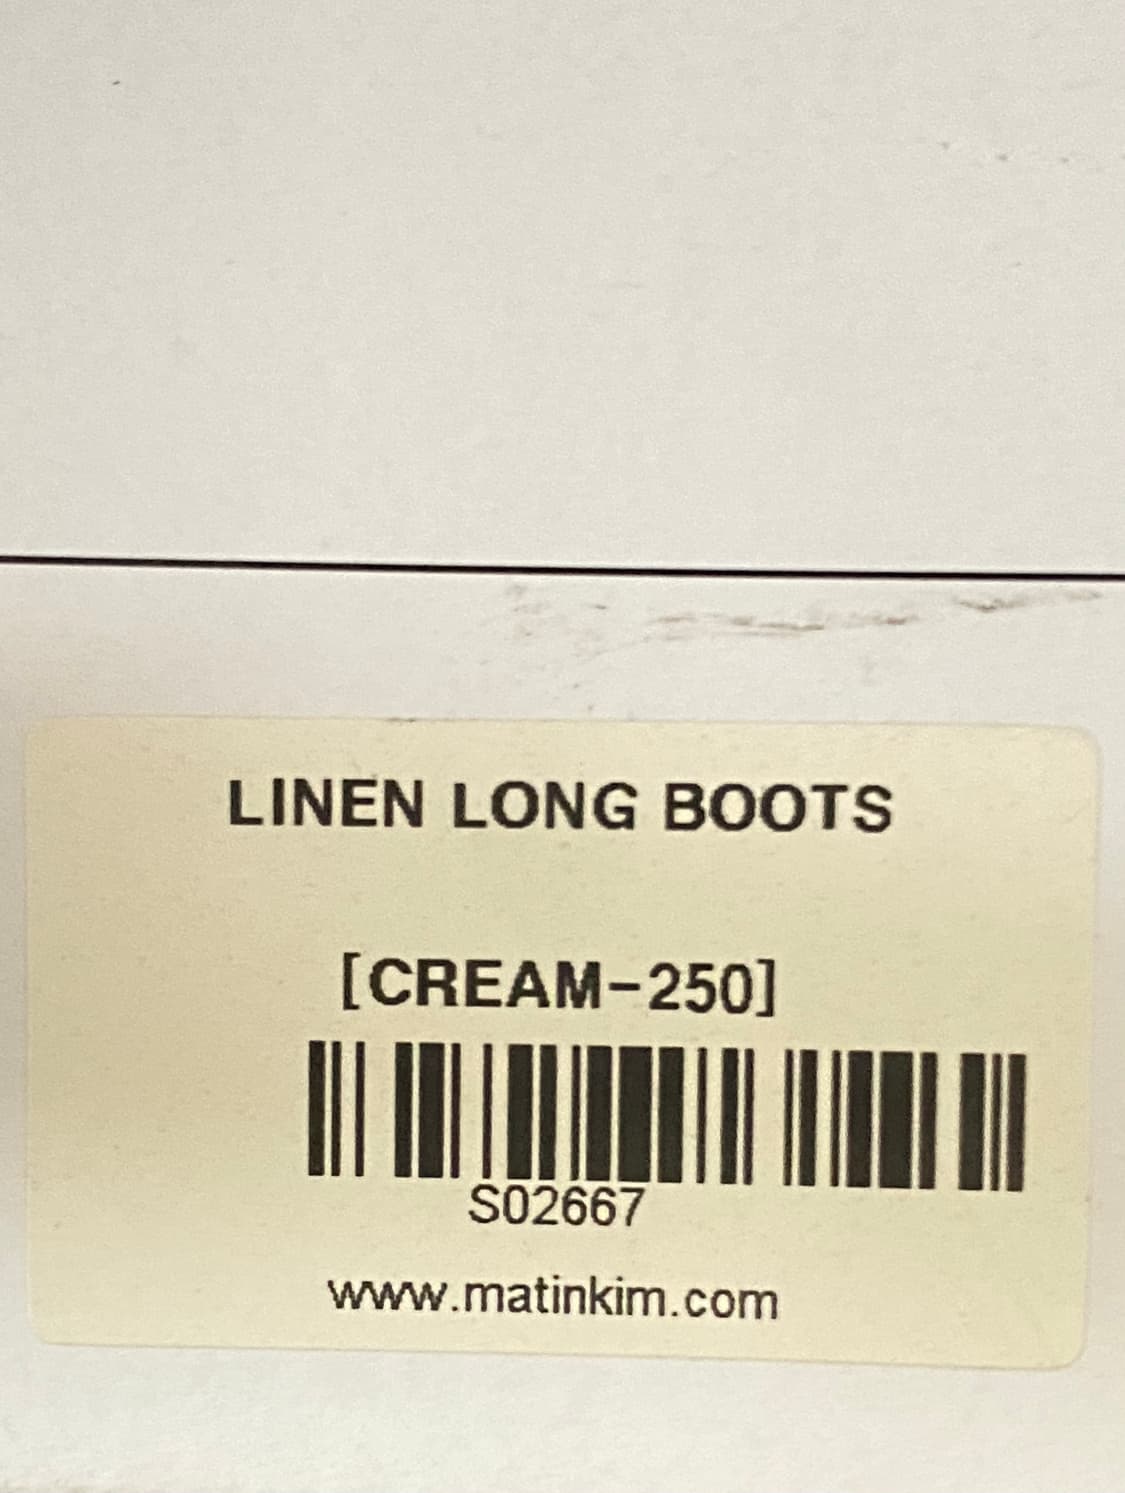 LINEN LONG BOOTS
[CREAM-250]
S02667
www.matinkim.com